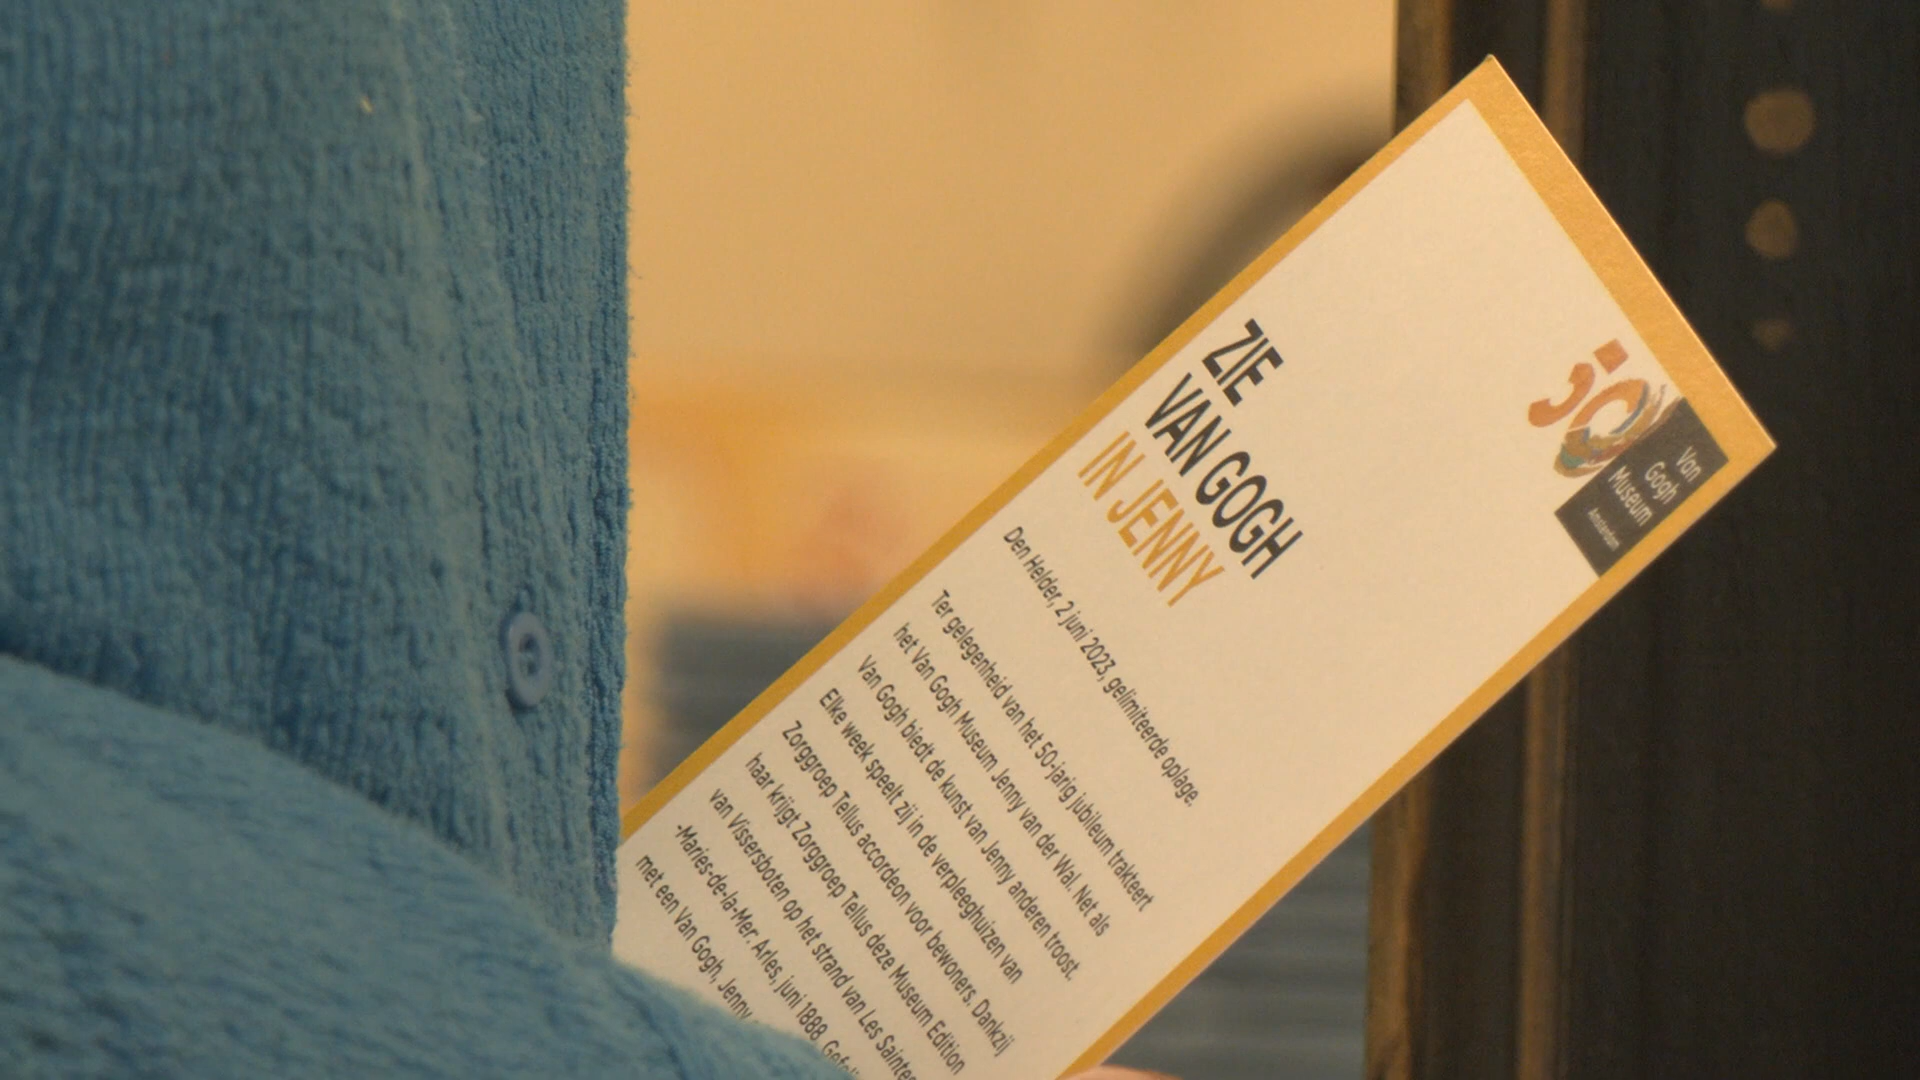 50
Van
Gogh
Museum
Amsterdam
ZIE
VAN GOGH
IN JENNY
Den Helder, 2 juni 2023, gelimiteerde oplage.
Ter gelegenheid van het 50-jarig jubileum trakteert
het Van Gogh Museum Jenny van der Wal. Net als
Van Gogh biedt de kunst van Jenny anderen troost.
Elke week speelt zij in de verpleeghuizen van
Zorggroep Tellus accordeon voor bewoners. Dankzij
haar krijgt Zorggroep Tellus deze Museum Edition
van Vissersboten op het strand van Les Saintes
-Maries-de-la-Mer. Arles, juni 1888.
met een Van Gogh, Jenny